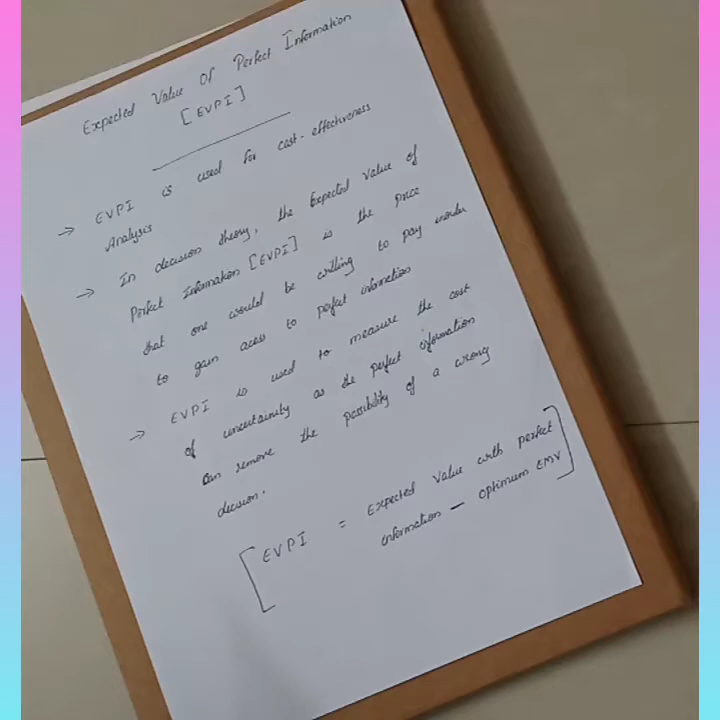 Expected Value Of Perfect Information
[EVPI]
→ EVPI is used for cost-effectiveness
Analysis
→ In decision theory, the Expected Value of
Perfect Information [EVPI] is the price
that one would be willing to pay inorder
to gain access to perfect information
→ EVPI is used to measure the cost
of uncertainity as the perfect information
can remove the possibility of a wrong
decision.
[EVPI = Expected value with perfect
information - optimum EMV]